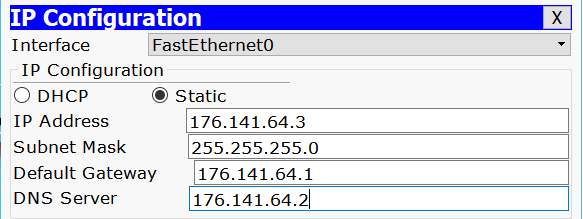 IP Configuration X
Interface FastEthernet0
IP Configuration
DHCP Static
IP Address 176.141.64.3
Subnet Mask 255.255.255.0
Default Gateway 176.141.64.1
DNS Server 176.141.64.2